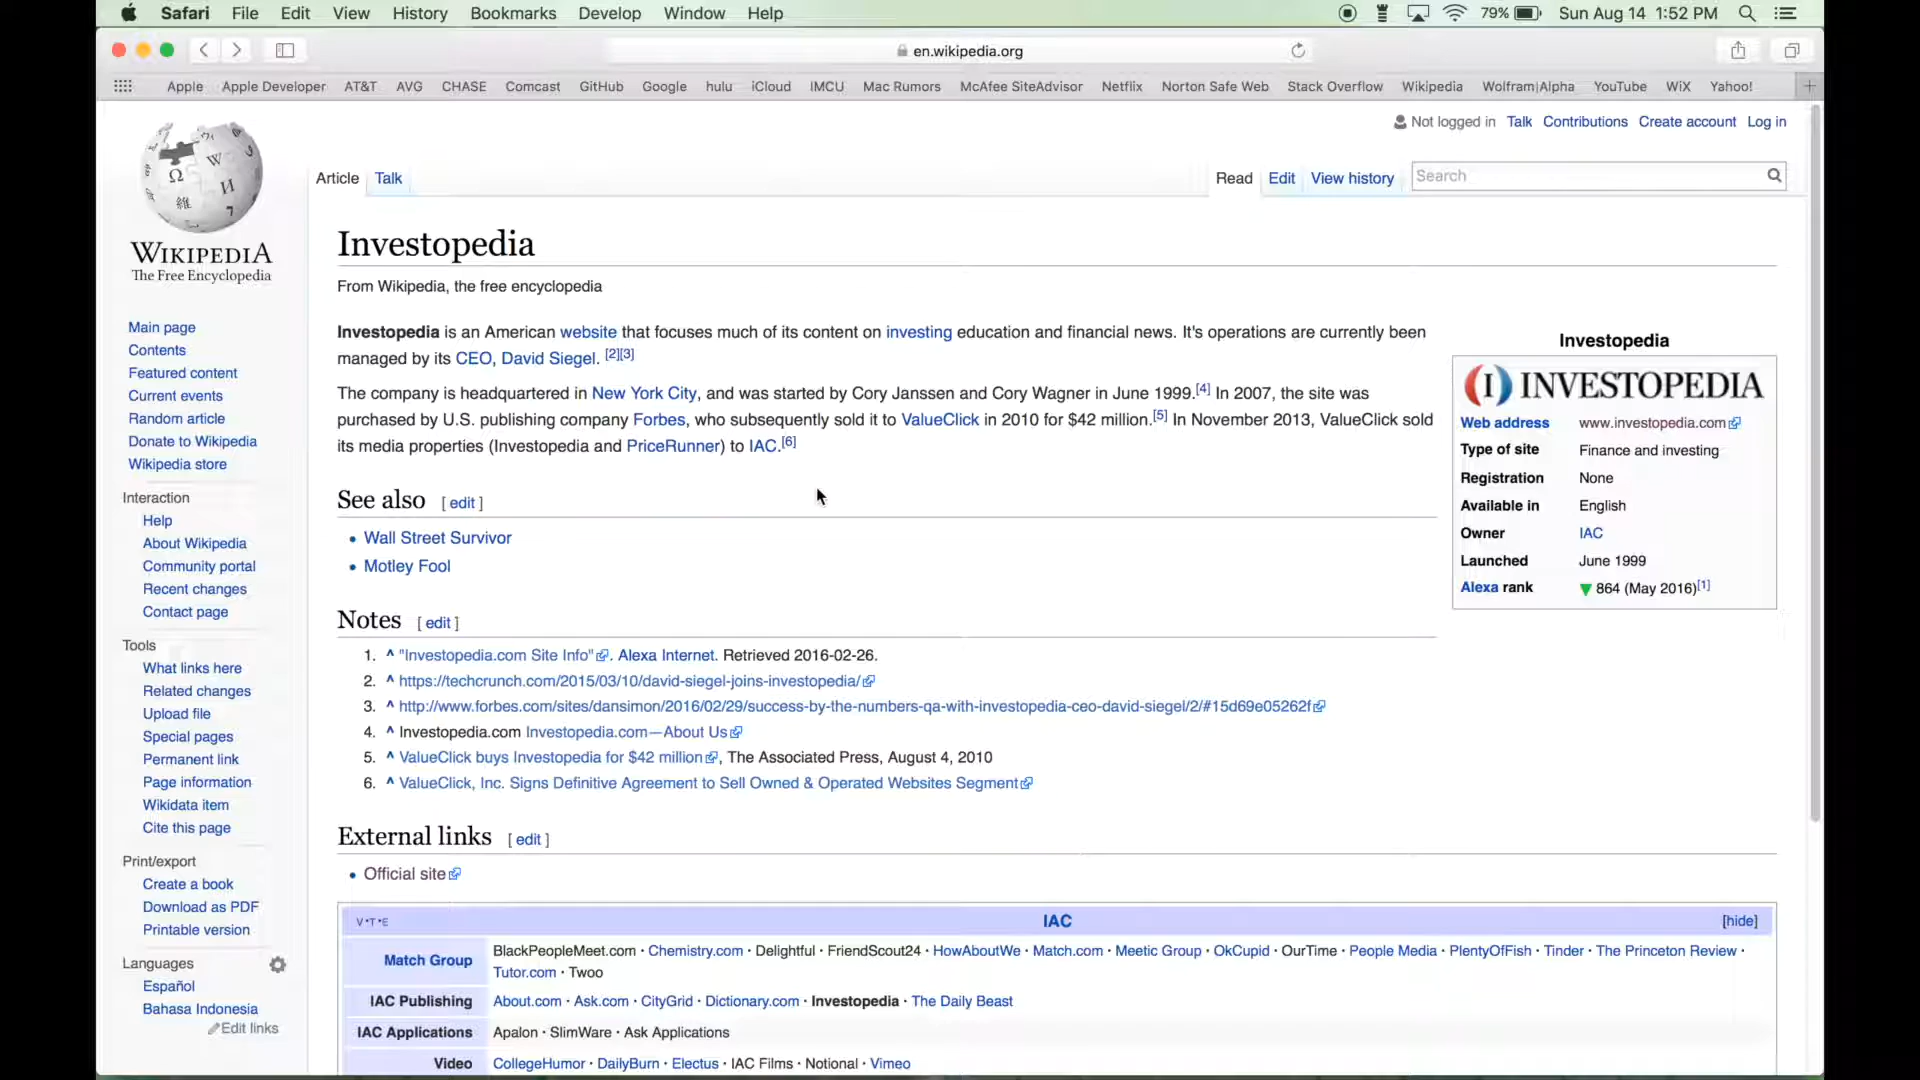 Safari File Edit View History Bookmarks Develop Window Help 79% Sun Aug 14 1:52 PM
en.wikipedia.org
Apple Apple Developer AT&T AVG CHASE Comcast GitHub Google hulu iCloud IMCU Mac Rumors McAfee SiteAdvisor Netflix Norton Safe Web Stack Overflow Wikipedia Wolfram|Alpha YouTube WiX Yahoo!
Not logged in Talk Contributions Create account Log in
Article Talk Read Edit View history Search
WIKIPEDIA
The Free Encyclopedia
Main page
Contents
Featured content
Current events
Random article
Donate to Wikipedia
Wikipedia store
Interaction
Help
About Wikipedia
Community portal
Recent changes
Contact page
Tools
What links here
Related changes
Upload file
Special pages
Permanent link
Page information
Wikidata item
Cite this page
Print/export
Create a book
Download as PDF
Printable version
Languages
Español
Bahasa Indonesia
Edit links
Investopedia
From Wikipedia, the free encyclopedia
Investopedia is an American website that focuses much of its content on investing education and financial news. It's operations are currently been
managed by its CEO, David Siegel. [2][3]
The company is headquartered in New York City, and was started by Cory Janssen and Cory Wagner in June 1999.[4] In 2007, the site was
purchased by U.S. publishing company Forbes, who subsequently sold it to ValueClick in 2010 for $42 million.[5] In November 2013, ValueClick sold
its media properties (Investopedia and PriceRunner) to IAC.[6]
Investopedia
(I) INVESTOPEDIA
Web address www.investopedia.com
Type of site Finance and investing
Registration None
Available in English
Owner IAC
Launched June 1999
Alexa rank ▼ 864 (May 2016)[1]
See also [ edit ]
• Wall Street Survivor
• Motley Fool
Notes [ edit ]
1. ^ "Investopedia.com Site Info". Alexa Internet. Retrieved 2016-02-26.
2. ^ https://techcrunch.com/2015/03/10/david-siegel-joins-investopedia/
3. ^ http://www.forbes.com/sites/dansimon/2016/02/29/success-by-the-numbers-qa-with-investopedia-ceo-david-siegel/2/#15d69e05262f
4. ^ Investopedia.com Investopedia.com—About Us
5. ^ ValueClick buys Investopedia for $42 million, The Associated Press, August 4, 2010
6. ^ ValueClick, Inc. Signs Definitive Agreement to Sell Owned & Operated Websites Segment
External links [ edit ]
• Official site
V•T•E IAC [hide]
Match Group BlackPeopleMeet.com · Chemistry.com · Delightful · FriendScout24 · HowAboutWe · Match.com · Meetic Group · OkCupid · OurTime · People Media · PlentyOfFish · Tinder · The Princeton Review ·
Tutor.com · Twoo
IAC Publishing About.com · Ask.com · CityGrid · Dictionary.com · Investopedia · The Daily Beast
IAC Applications Apalon · SlimWare · Ask Applications
Video CollegeHumor · DailyBurn · Electus · IAC Films · Notional · Vimeo